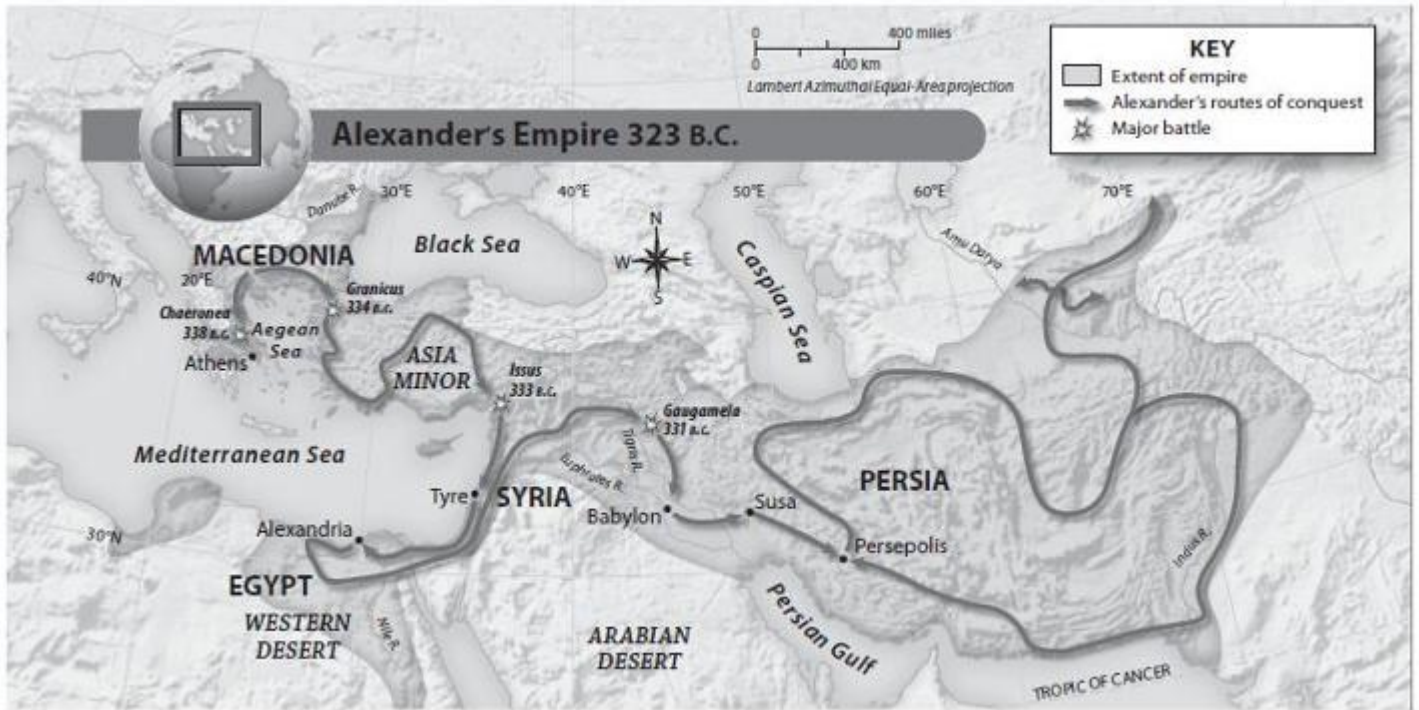 0 400 miles
0 400 km
Lambert Azimuthal Equal-Area projection
KEY
Extent of empire
Alexander's routes of conquest
Major battle
Alexander's Empire 323 B.C.
30°E
40°E
50°E
60°E
70°E
Danube R.
Black Sea
N
W E
S
Caspian Sea
Amu Darya
MACEDONIA
40°N
20°E
Granicus
334 B.C.
Chaeronea
338 B.C.
Aegean
Sea
Athens
ASIA
MINOR
Issus
333 B.C.
Gaugamela
331 B.C.
Tigris R.
Euphrates R.
Mediterranean Sea
Tyre
SYRIA
Babylon
Susa
PERSIA
Persepolis
Indus R.
30°N
Alexandria
EGYPT
WESTERN
DESERT
Nile R.
ARABIAN
DESERT
Persian Gulf
TROPIC OF CANCER